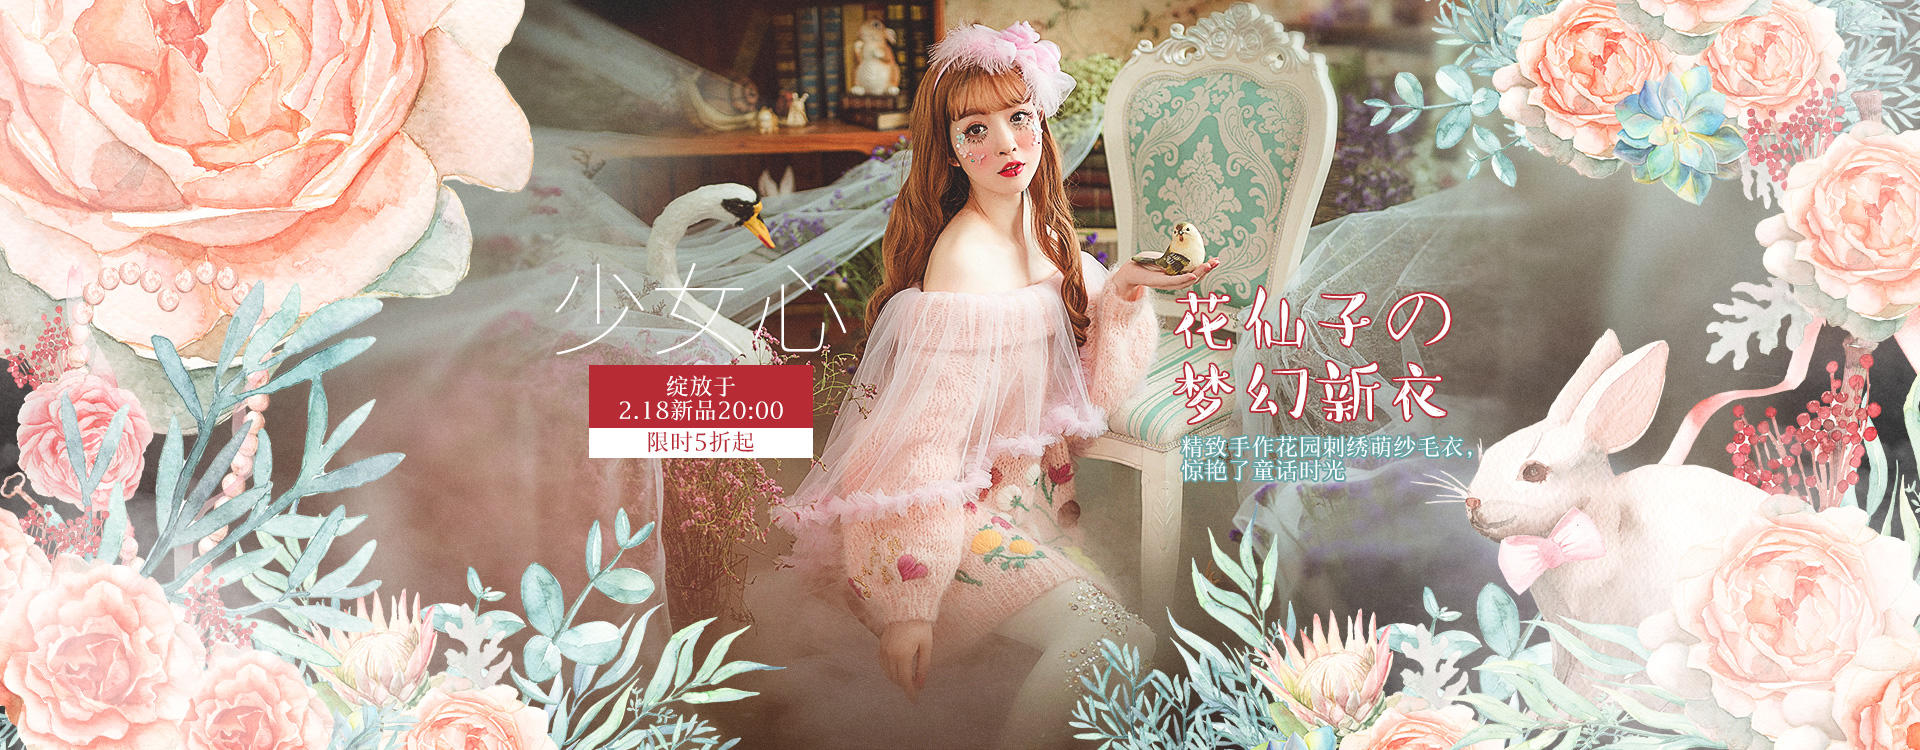 少女心
绽放于
2.18新品20:00
限时5折起
花仙子の
梦幻新衣
精致手作花园刺绣萌纱毛衣，
惊艳了童话时光